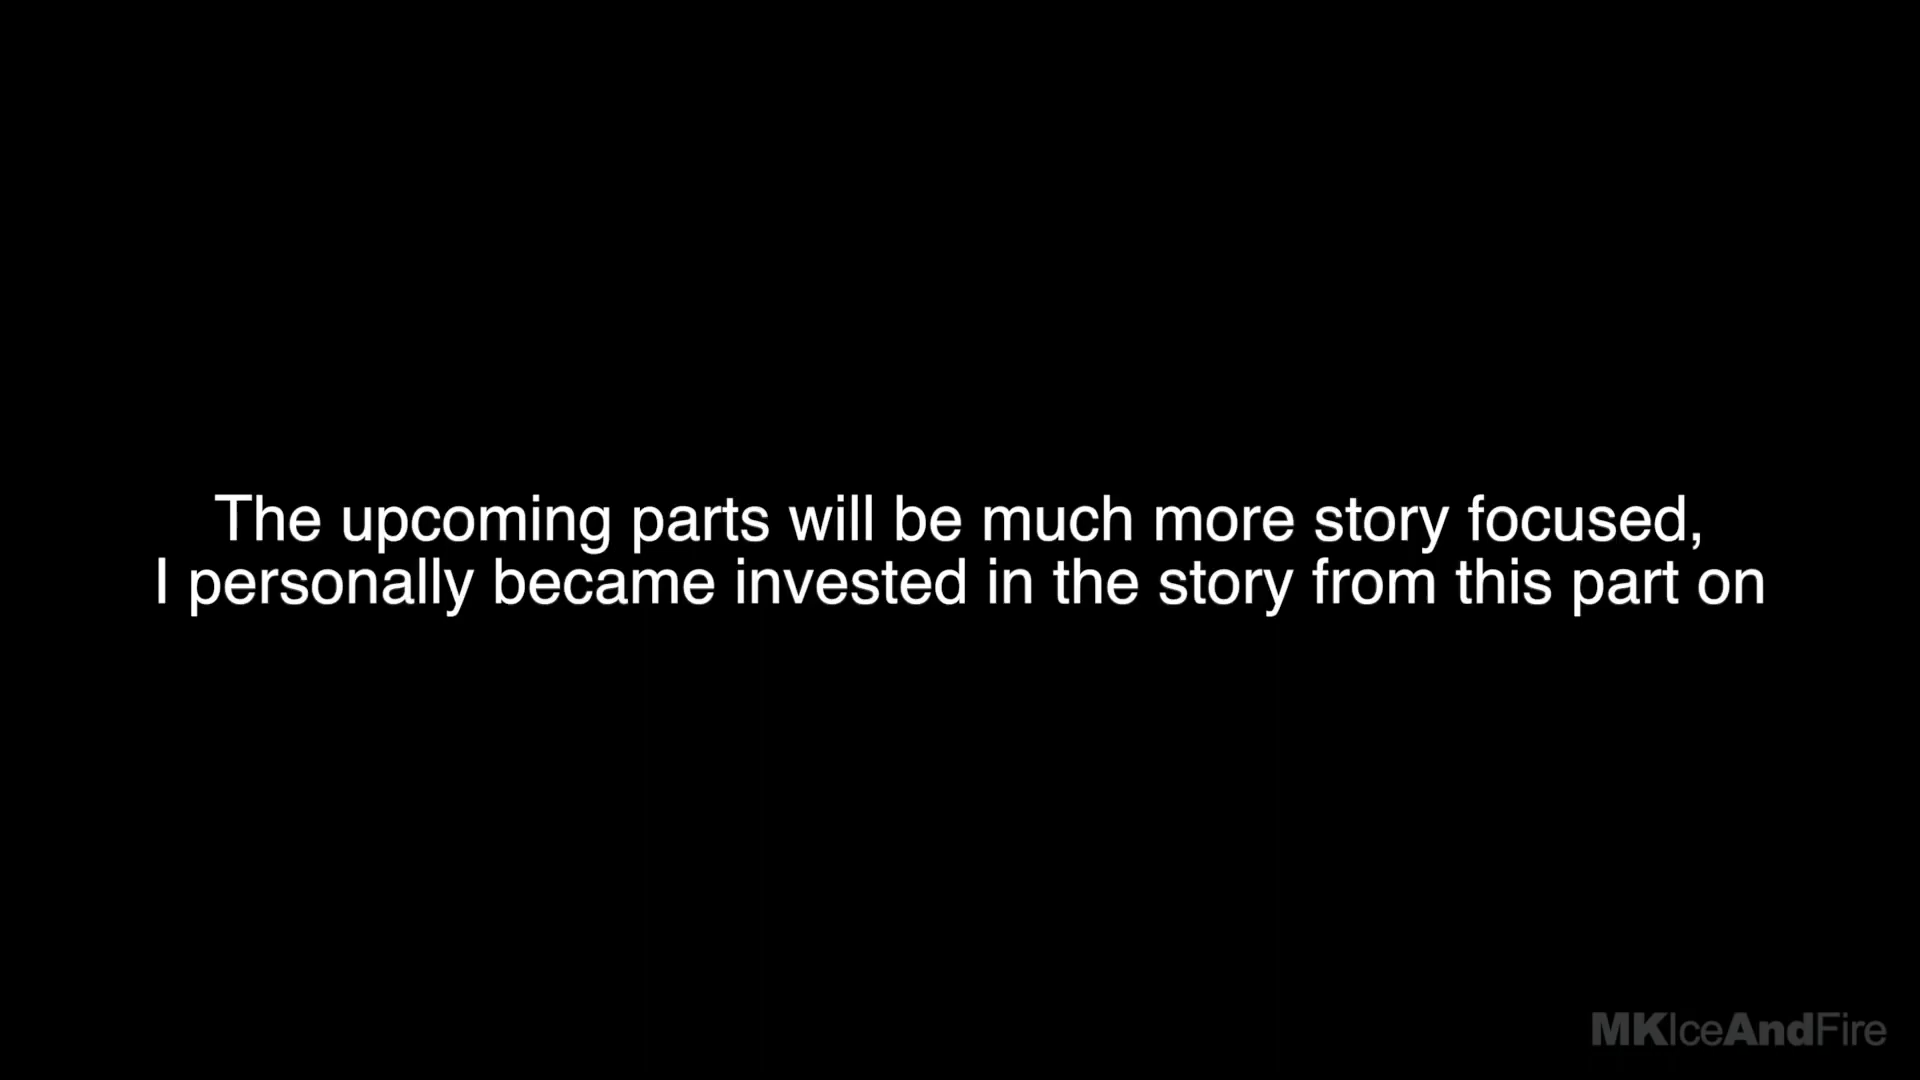 The upcoming parts will be much more story focused,
I personally became invested in the story from this part on
MKIceAndFire